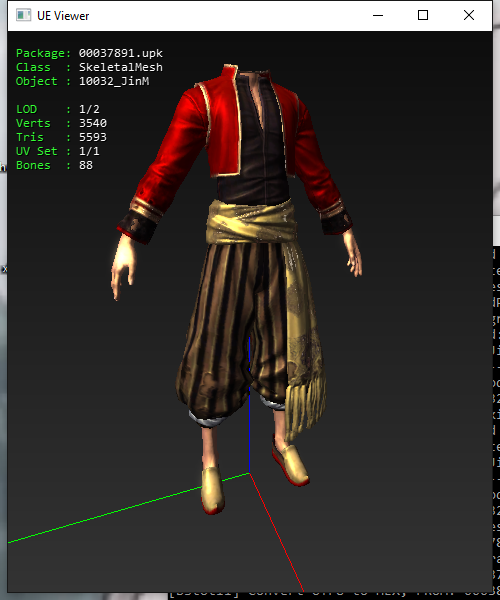 UE Viewer
Package: 00037891.upk
Class : SkeletalMesh
Object : 10032_JinM
LOD : 1/2
Verts : 3540
Tris : 5593
UV Set : 1/1
Bones : 88